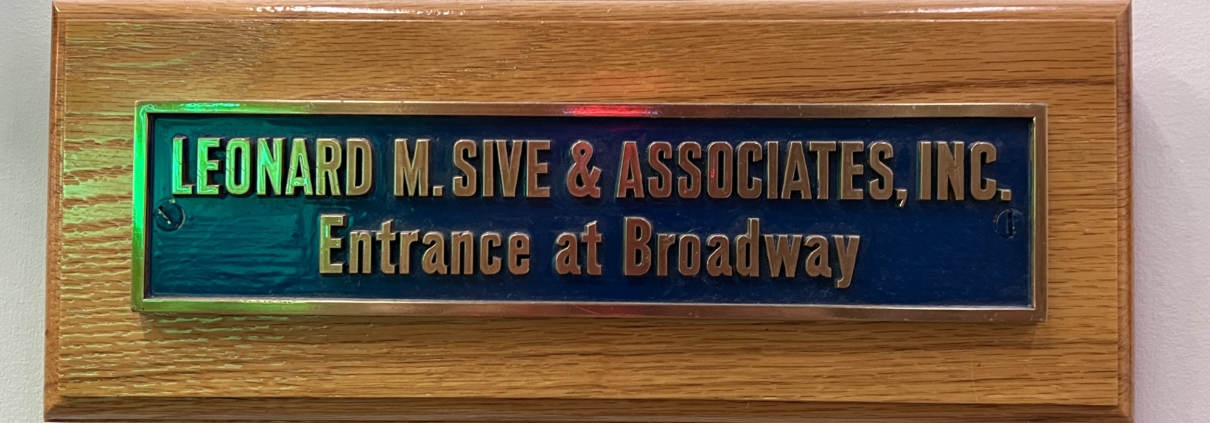 LEONARD M. SIVE & ASSOCIATES, INC.
Entrance at Broadway